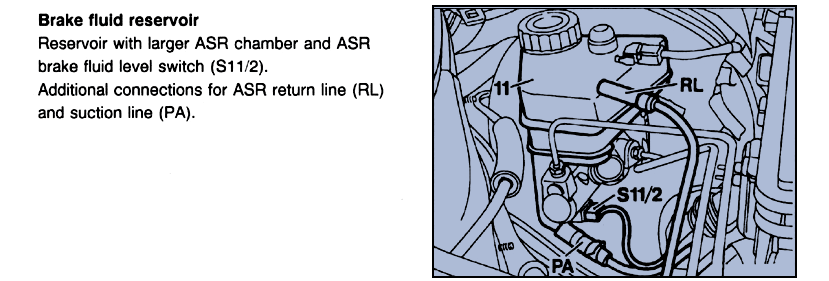 Brake fluid reservoir
Reservoir with larger ASR chamber and ASR
brake fluid level switch (S11/2).
Additional connections for ASR return line (RL)
and suction line (PA).
11
RL
S11/2
PA